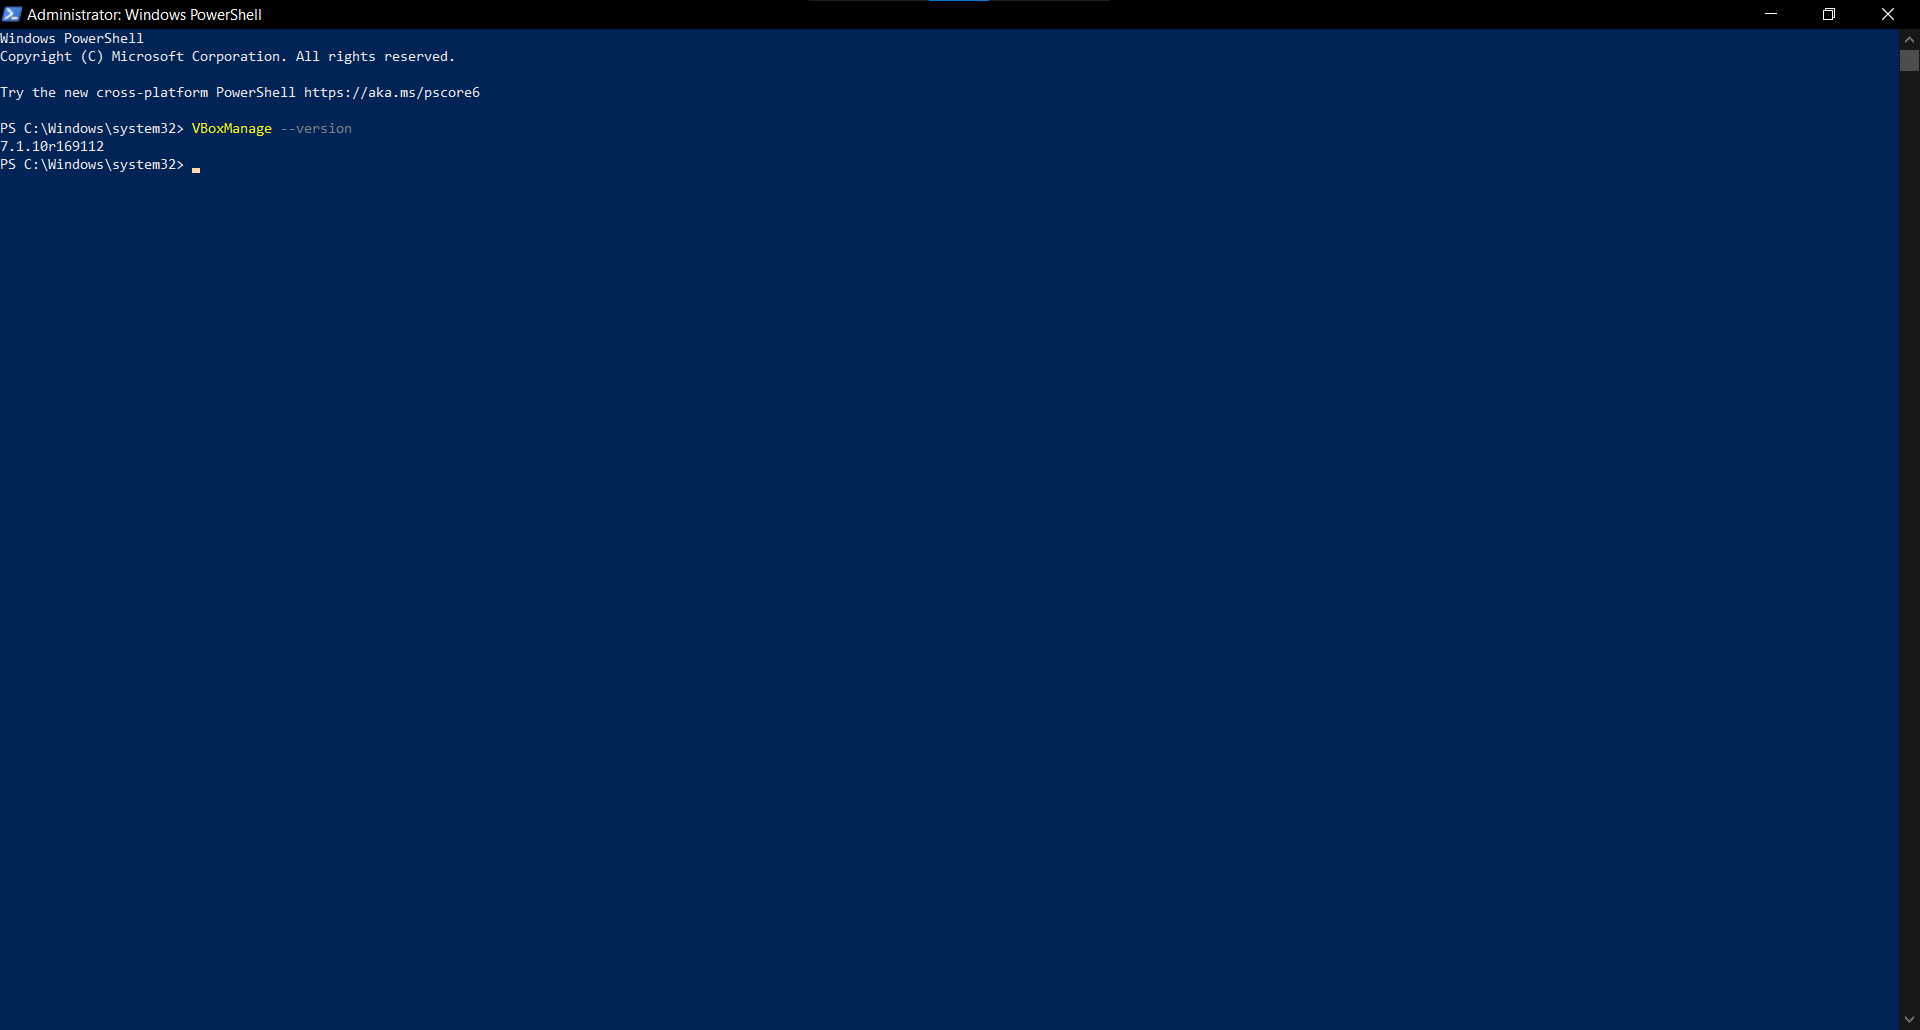 Administrator: Windows PowerShell
Windows PowerShell
Copyright (C) Microsoft Corporation. All rights reserved.
Try the new cross-platform PowerShell https://aka.ms/pscore6
PS C:\Windows\system32> VBoxManage --version
7.1.10r169112
PS C:\Windows\system32>